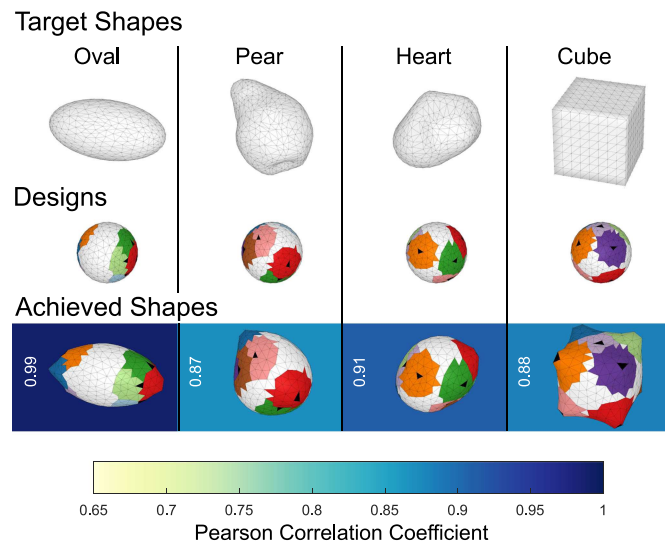 Target Shapes
Oval Pear Heart Cube
Designs
Achieved Shapes
0.99 0.87 0.91 0.88
0.65 0.7 0.75 0.8 0.85 0.9 0.95 1
Pearson Correlation Coefficient